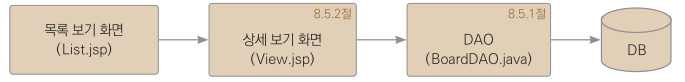 목록 보기 화면
(List.jsp)
8.5.2절
상세 보기 화면
(View.jsp)
8.5.1절
DAO
(BoardDAO.java)
DB